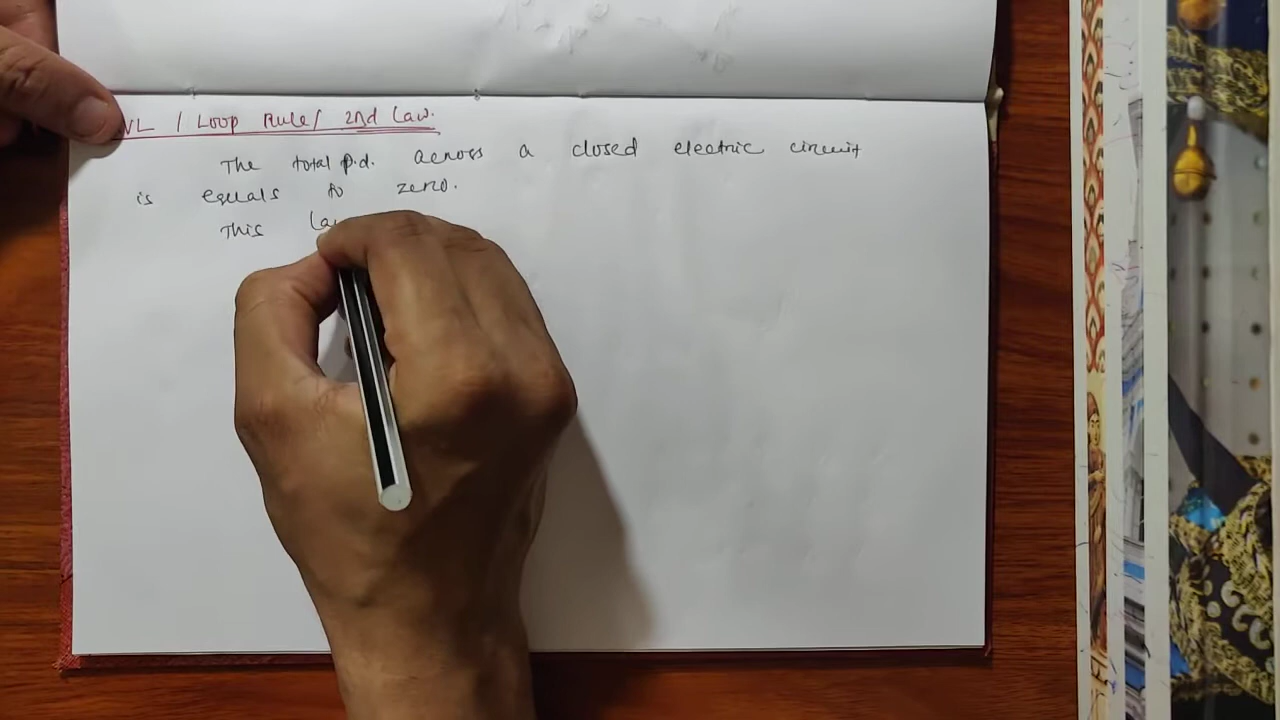 VL / Loop Rule / 2nd Law.
The total p.d. across a closed electric circuit
is equals to zero.
This